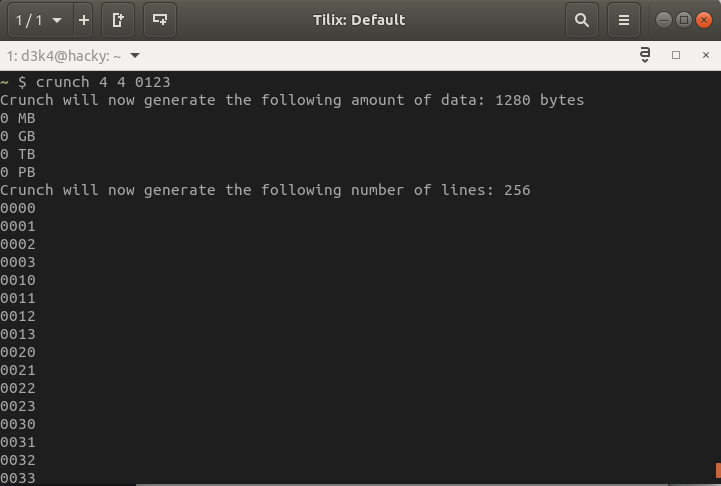 1 / 1
Tilix: Default
1: d3k4@hacky: ~
~ $ crunch 4 4 0123
Crunch will now generate the following amount of data: 1280 bytes
0 MB
0 GB
0 TB
0 PB
Crunch will now generate the following number of lines: 256
0000
0001
0002
0003
0010
0011
0012
0013
0020
0021
0022
0023
0030
0031
0032
0033